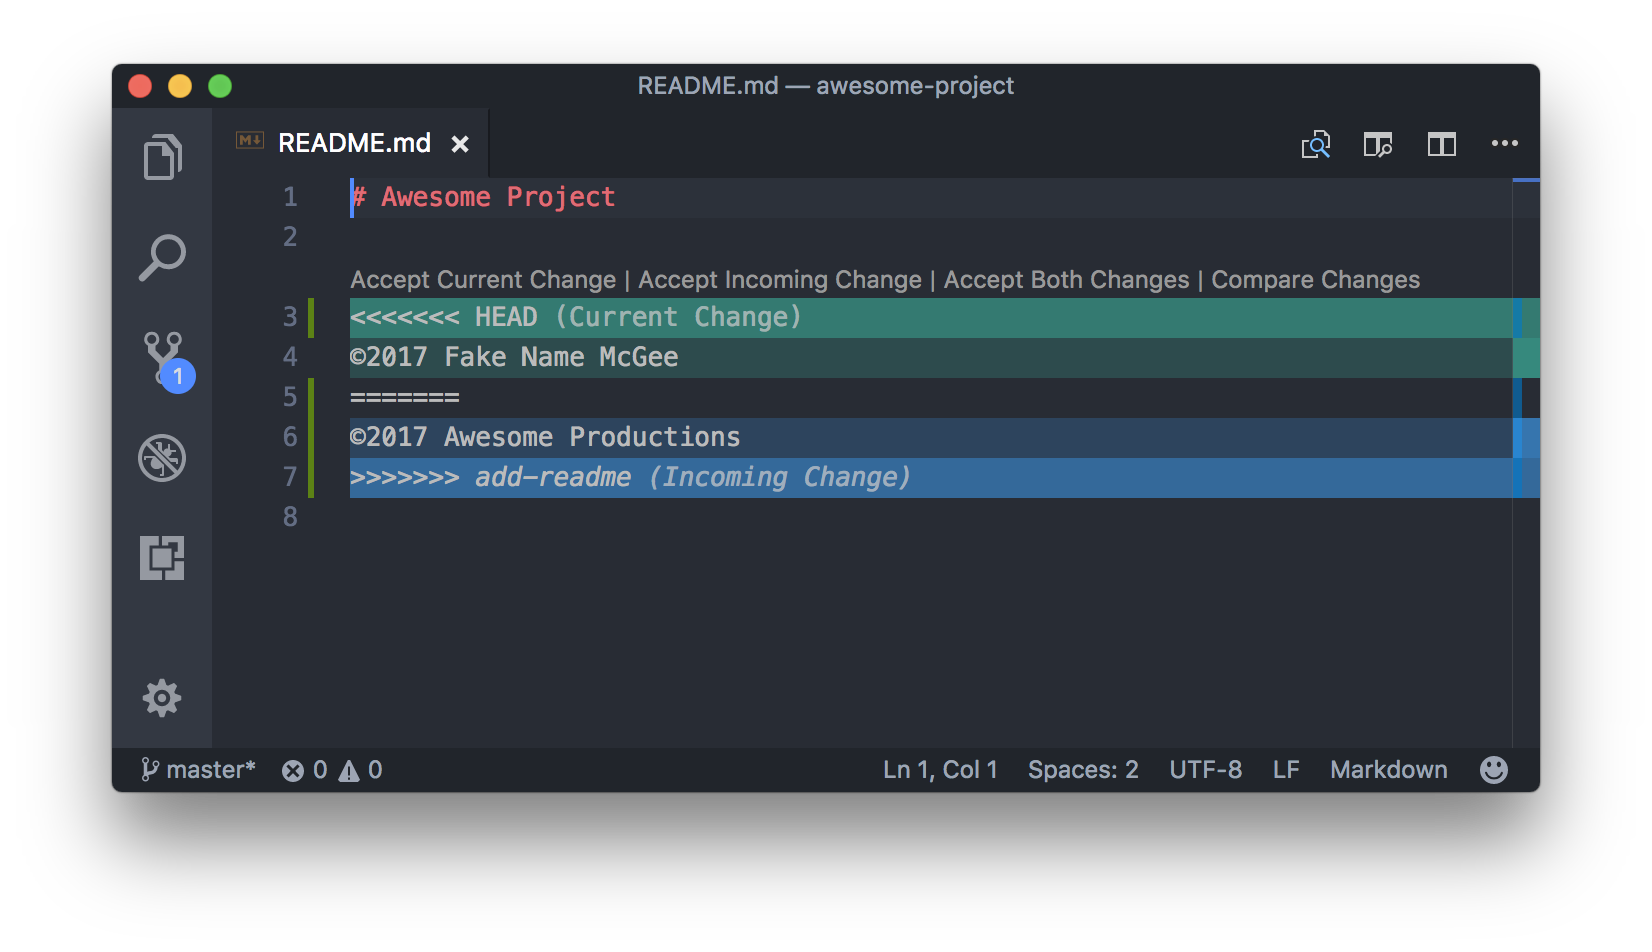 README.md — awesome-project
M↓ README.md ×
1 # Awesome Project
2
Accept Current Change | Accept Incoming Change | Accept Both Changes | Compare Changes
3 <<<<<<< HEAD (Current Change)
4 ©2017 Fake Name McGee
5 =======
6 ©2017 Awesome Productions
7 >>>>>>> add-readme (Incoming Change)
8
1
master* 0 0 Ln 1, Col 1 Spaces: 2 UTF-8 LF Markdown